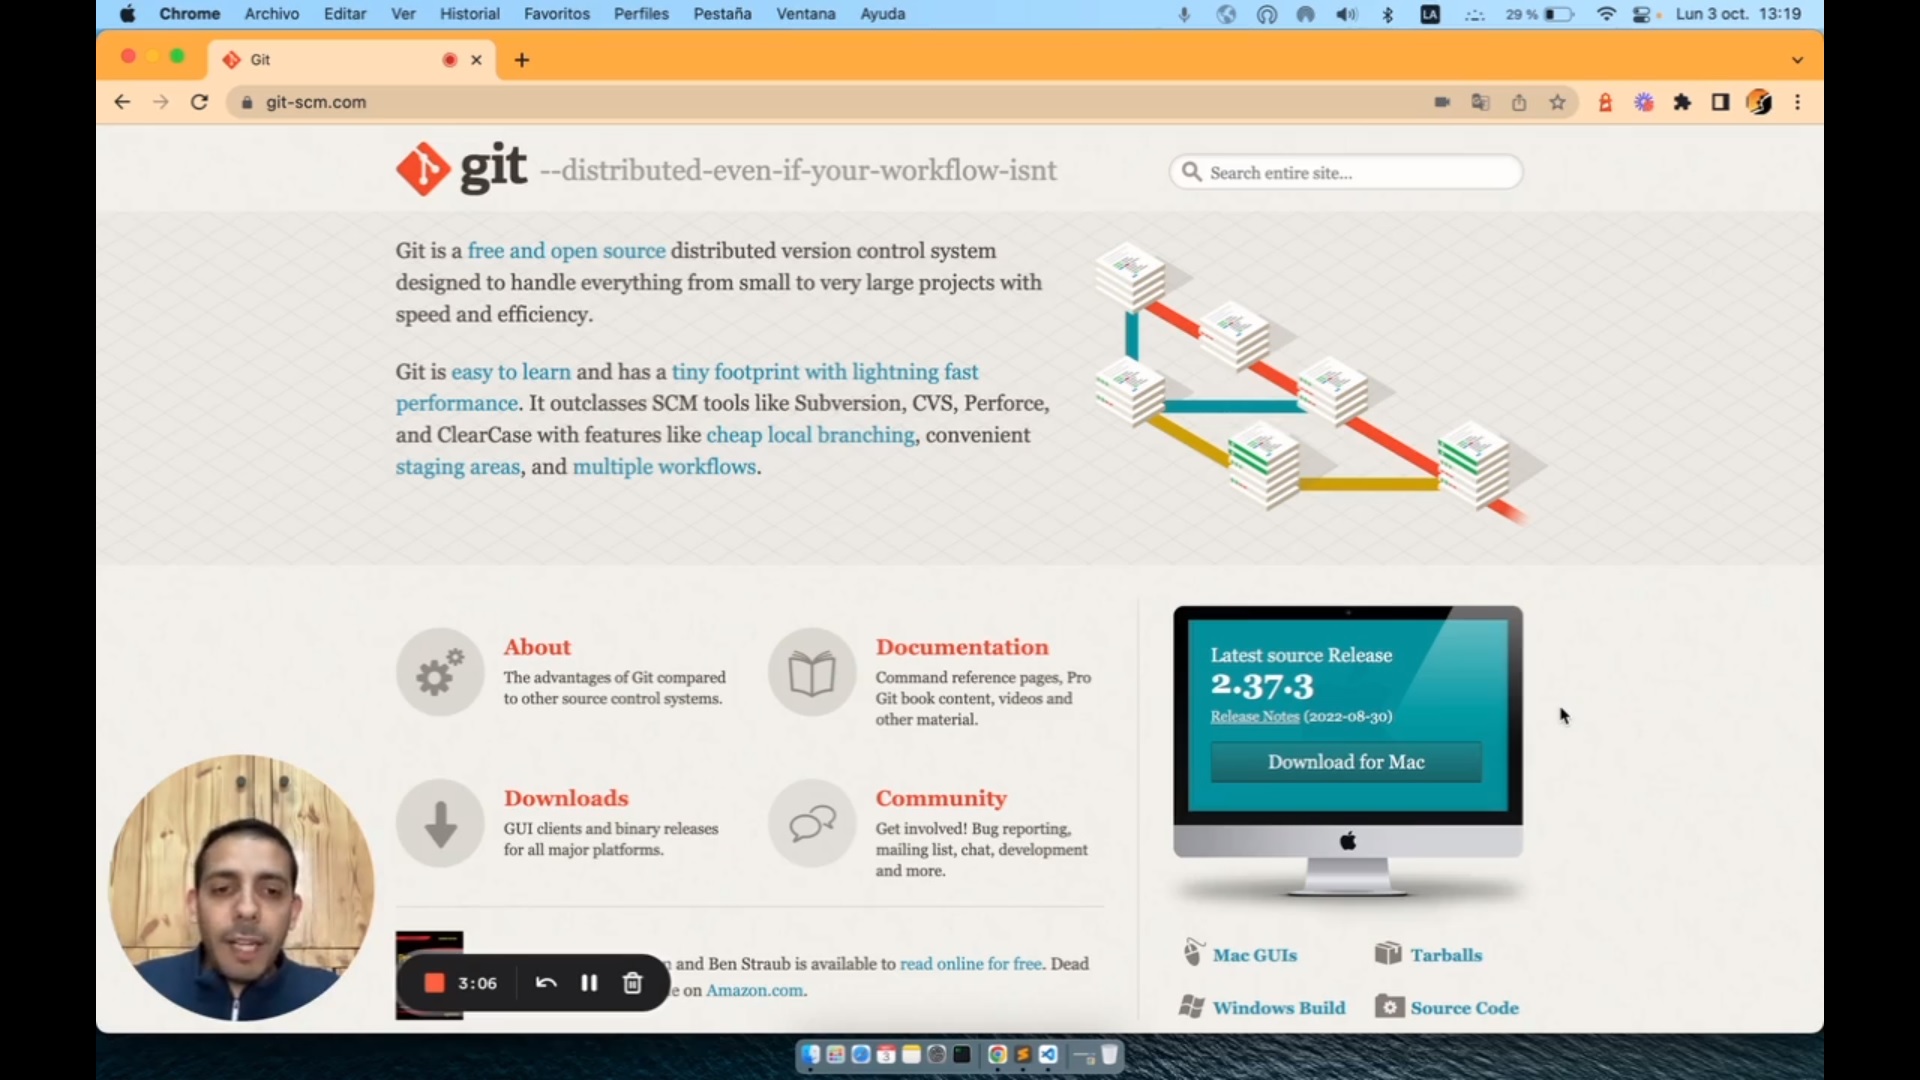 Chrome Archivo Editar Ver Historial Favoritos Perfiles Pestaña Ventana Ayuda LA 29 % Lun 3 oct. 13:19
Git
git-scm.com
git --distributed-even-if-your-workflow-isnt
Search entire site...
Git is a free and open source distributed version control system
designed to handle everything from small to very large projects with
speed and efficiency.
Git is easy to learn and has a tiny footprint with lightning fast
performance. It outclasses SCM tools like Subversion, CVS, Perforce,
and ClearCase with features like cheap local branching, convenient
staging areas, and multiple workflows.
About
The advantages of Git compared
to other source control systems.
Documentation
Command reference pages, Pro
Git book content, videos and
other material.
Downloads
GUI clients and binary releases
for all major platforms.
Community
Get involved! Bug reporting,
mailing list, chat, development
and more.
Latest source Release
2.37.3
Release Notes (2022-08-30)
Download for Mac
and Ben Straub is available to read online for free. Dead
on Amazon.com.
3:06
Mac GUIs
Tarballs
Windows Build
Source Code
3